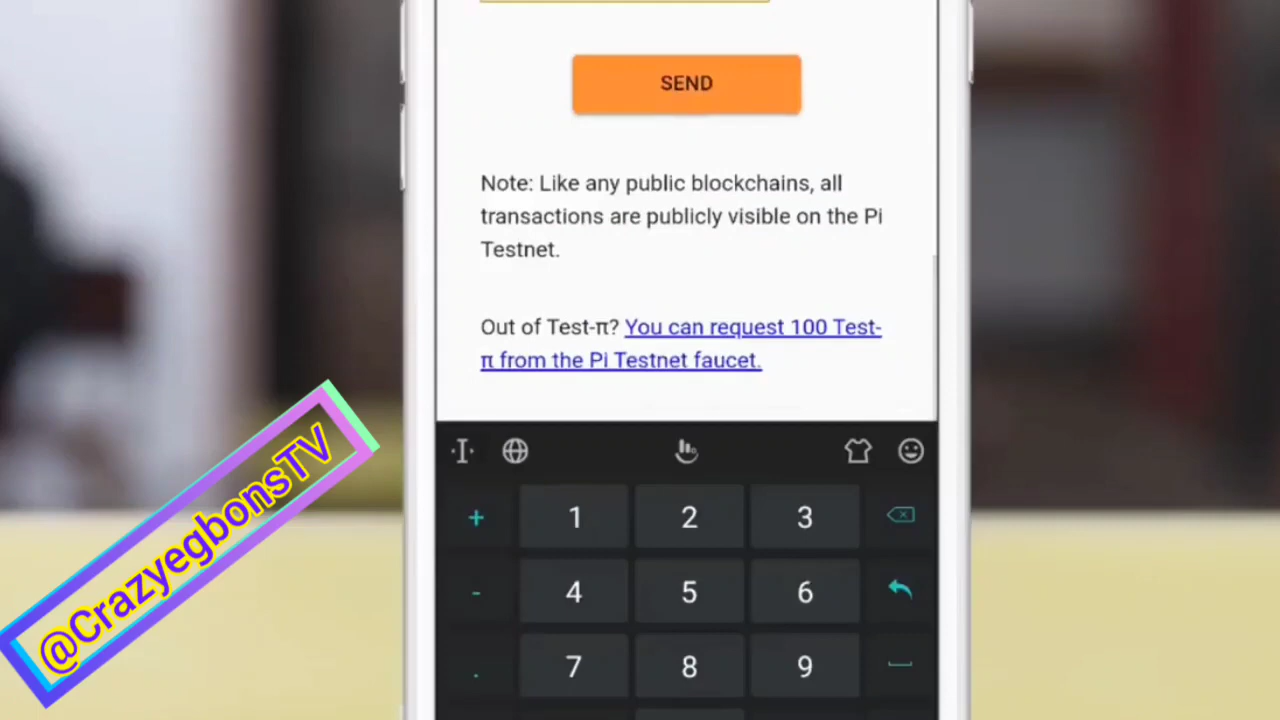 SEND
Note: Like any public blockchains, all
transactions are publicly visible on the Pi
Testnet.
Out of Test-π? You can request 100 Test-
π from the Pi Testnet faucet.
+ 1 2 3
- 4 5 6
. 7 8 9
@CrazyegbonsTV